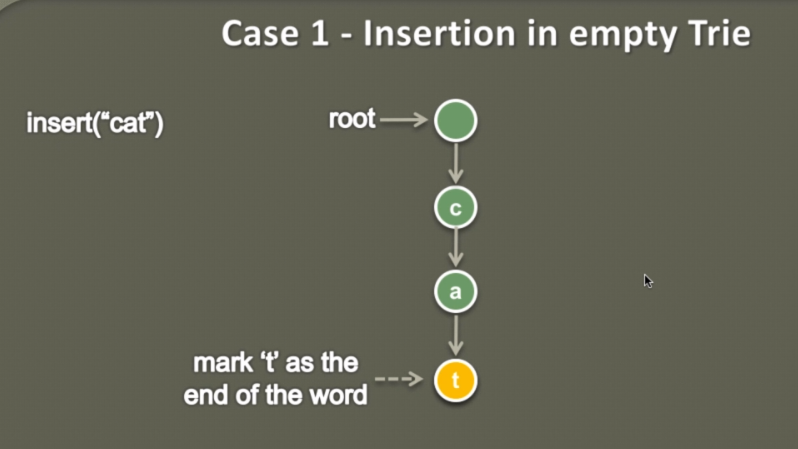 Case 1 - Insertion in empty Trie
insert(“cat”)
root
c
a
mark ‘t’ as the
end of the word
t